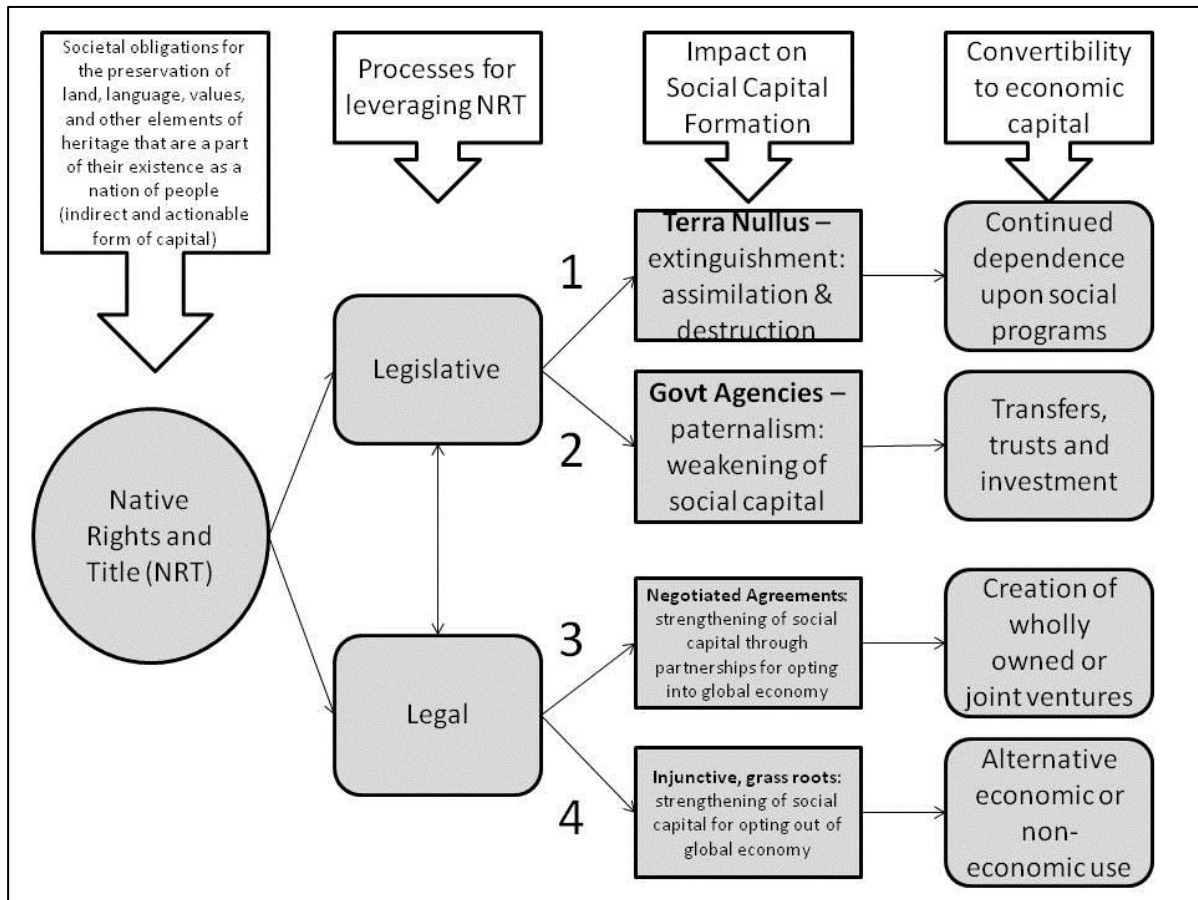 Societal obligations for
the preservation of
land, language, values,
and other elements of
heritage that are a part
of their existence as a
nation of people
(indirect and actionable
form of capital)
Processes for
leveraging NRT
Impact on
Social Capital
Formation
Convertibility
to economic
capital
Native
Rights and
Title (NRT)
Legislative
Legal
1
Terra Nullus –
extinguishment:
assimilation &
destruction
Continued
dependence
upon social
programs
2
Govt Agencies –
paternalism:
weakening of
social capital
Transfers,
trusts and
investment
3
Negotiated Agreements:
strengthening of social
capital through
partnerships for opting
into global economy
Creation of
wholly
owned or
joint ventures
4
Injunctive, grass roots:
strengthening of social
capital for opting out of
global economy
Alternative
economic or
non-
economic use